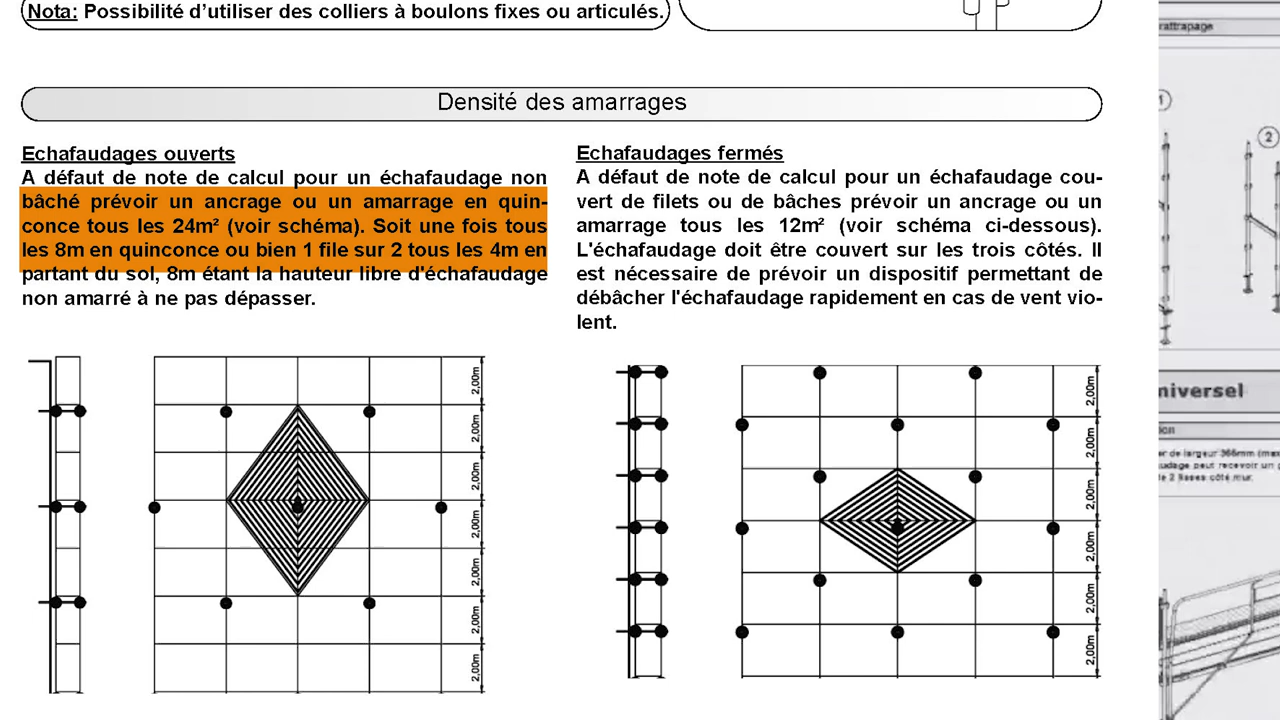 Nota: Possibilité d’utiliser des colliers à boulons fixes ou articulés.
Densité des amarrages
Echafaudages ouverts
A défaut de note de calcul pour un échafaudage non
bâché prévoir un ancrage ou un amarrage en quin-
conce tous les 24m² (voir schéma). Soit une fois tous
les 8m en quinconce ou bien 1 file sur 2 tous les 4m en
partant du sol, 8m étant la hauteur libre d'échafaudage
non amarré à ne pas dépasser.
Echafaudages fermés
A défaut de note de calcul pour un échafaudage cou-
vert de filets ou de bâches prévoir un ancrage ou un
amarrage tous les 12m² (voir schéma ci-dessous).
L'échafaudage doit être couvert sur les trois côtés. Il
est nécessaire de prévoir un dispositif permettant de
débâcher l'échafaudage rapidement en cas de vent vio-
lent.
2,00m
2,00m
2,00m
2,00m
2,00m
2,00m
2,00m
2,00m
2,00m
2,00m
2,00m
2,00m
2,00m
rattrapage
1
2
niversel
ion
er de largeur 365mm (max
udage peut recevoir un
e 2 lisses côté mur.